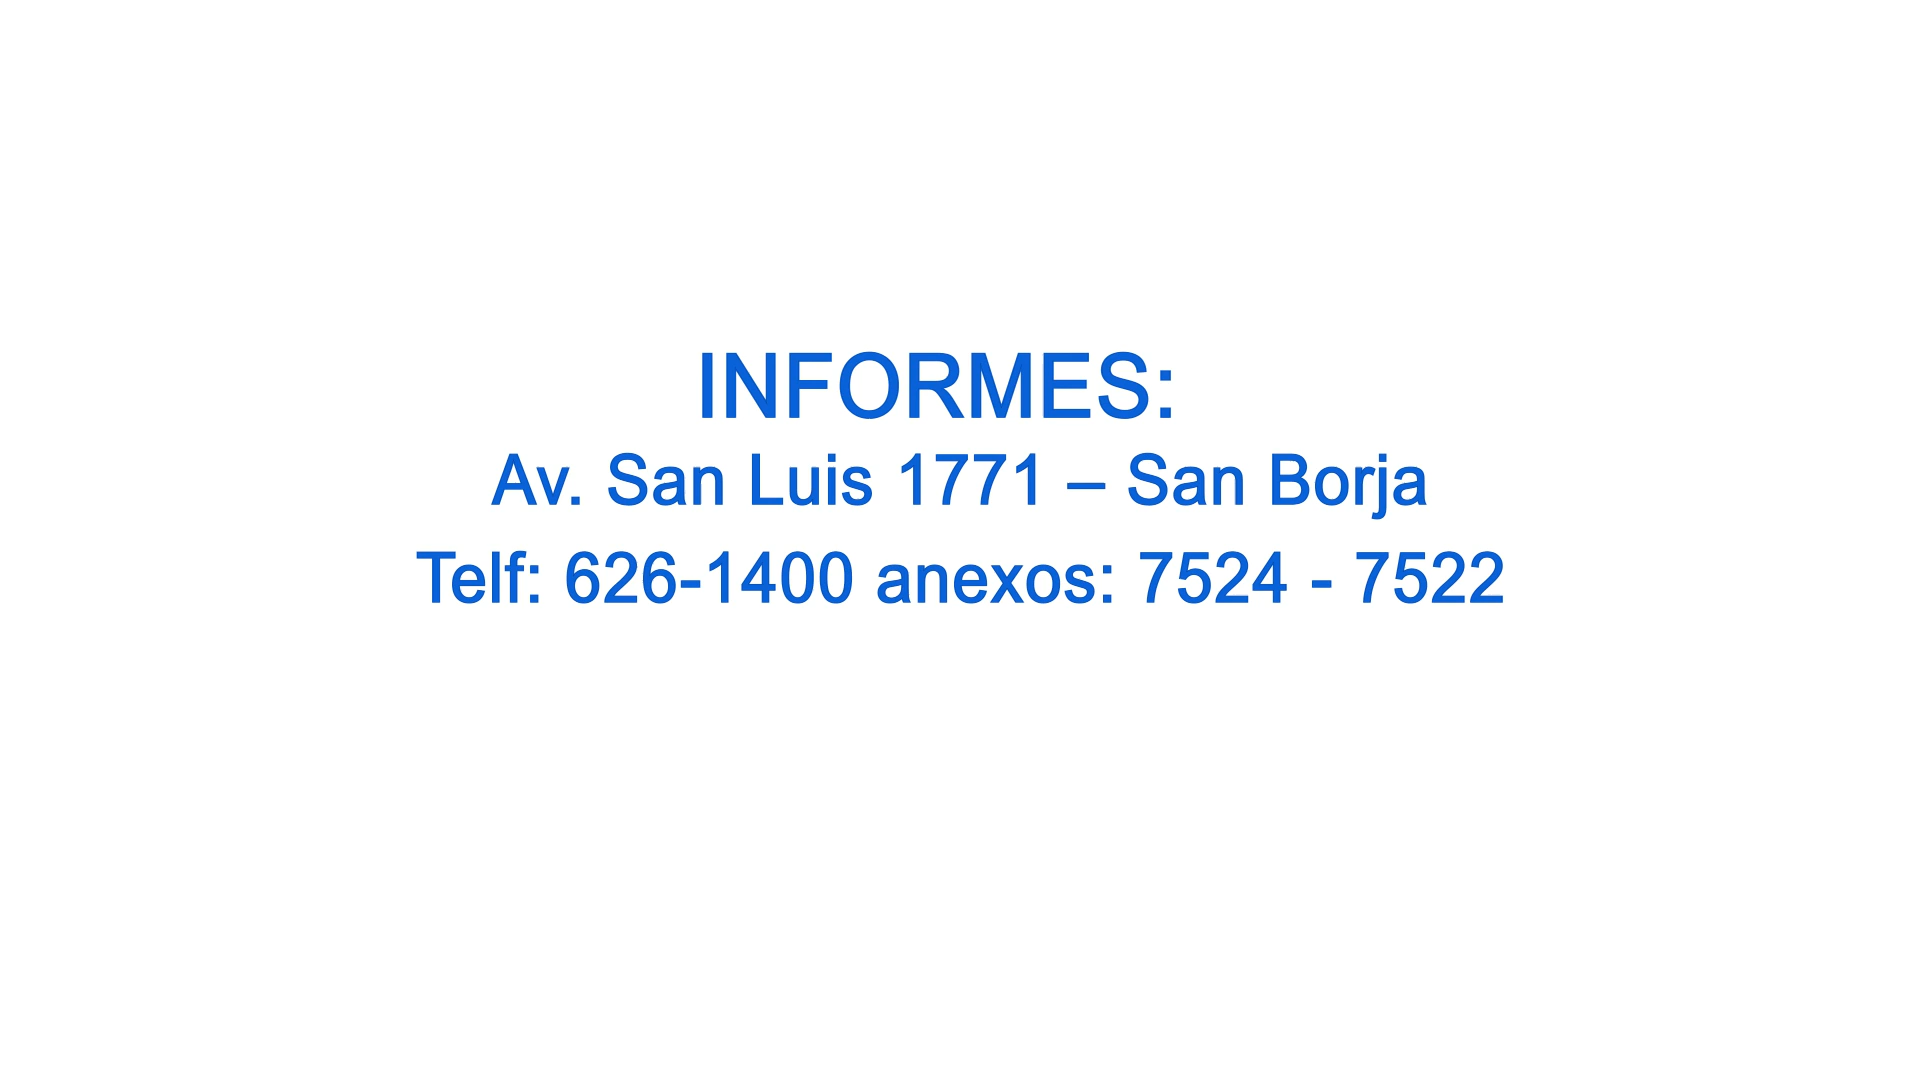 INFORMES:
Av. San Luis 1771 – San Borja
Telf: 626-1400 anexos: 7524 - 7522